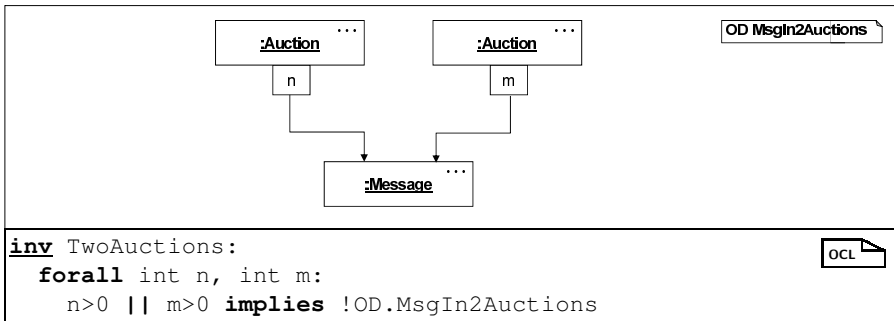 :Auction ...
:Auction ...
OD MsgIn2Auctions
n
m
:Message ...
inv TwoAuctions:
OCL
forall int n, int m:
n>0 || m>0 implies !OD.MsgIn2Auctions